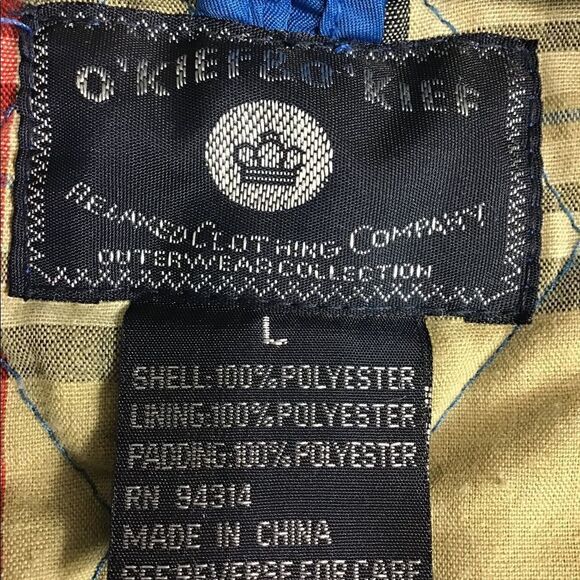 O'KIEF&O'KIEF
RELAXED CLOTHING COMPANY
OUTERWEAR COLLECTION
L
SHELL:100%POLYESTER
LINING:100%POLYESTER
PADDING:100%POLYESTER
RN 94314
MADE IN CHINA
SEE REVERSE FOR CARE